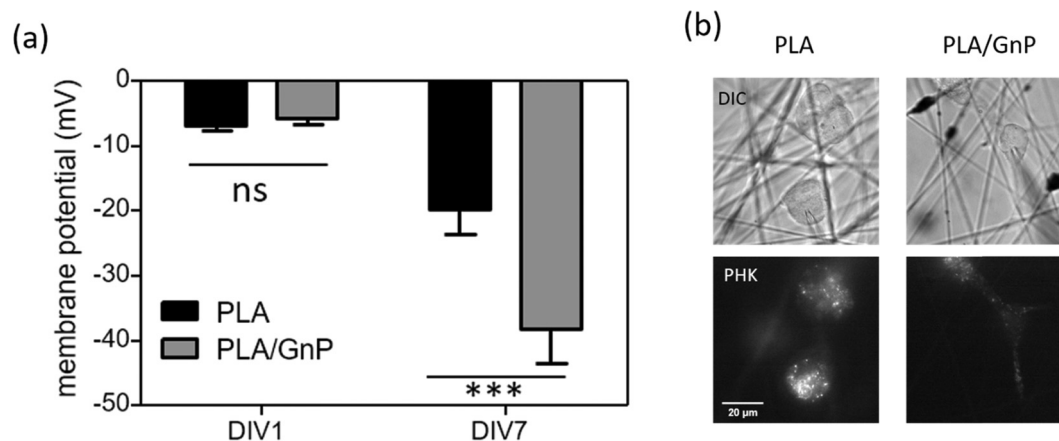 (a)
membrane potential (mV)
0
-10
-20
-30
-40
-50
ns
PLA
PLA/GnP
***
DIV1
DIV7
(b)
PLA
PLA/GnP
DIC
PHK
20 µm